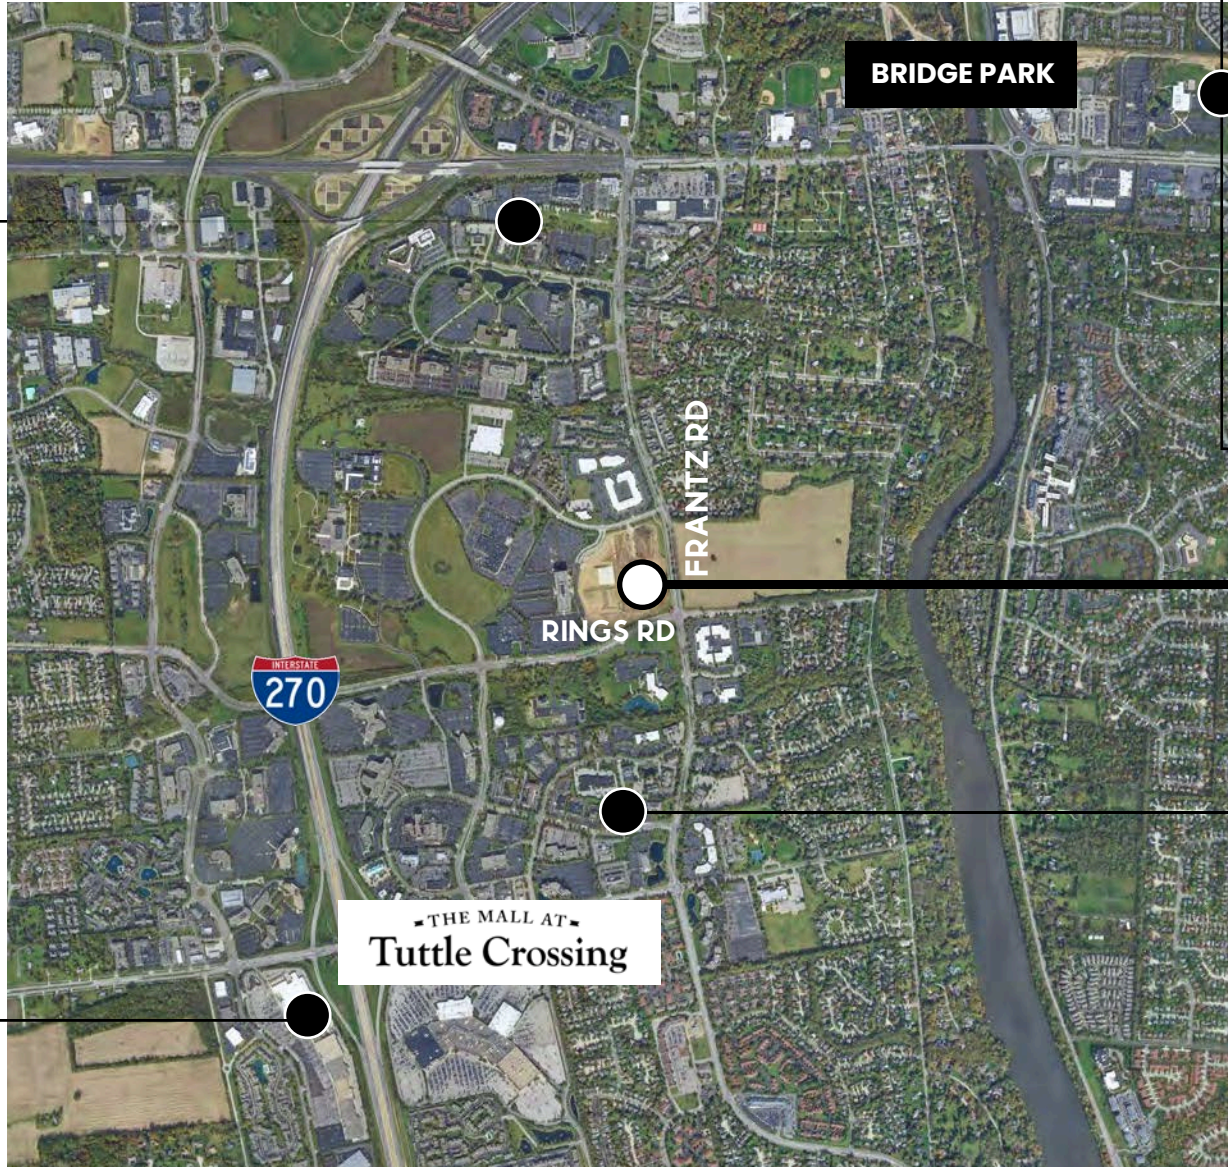 BRIDGE PARK
FRANTZ RD
RINGS RD
INTERSTATE
270
THE MALL AT
Tuttle Crossing